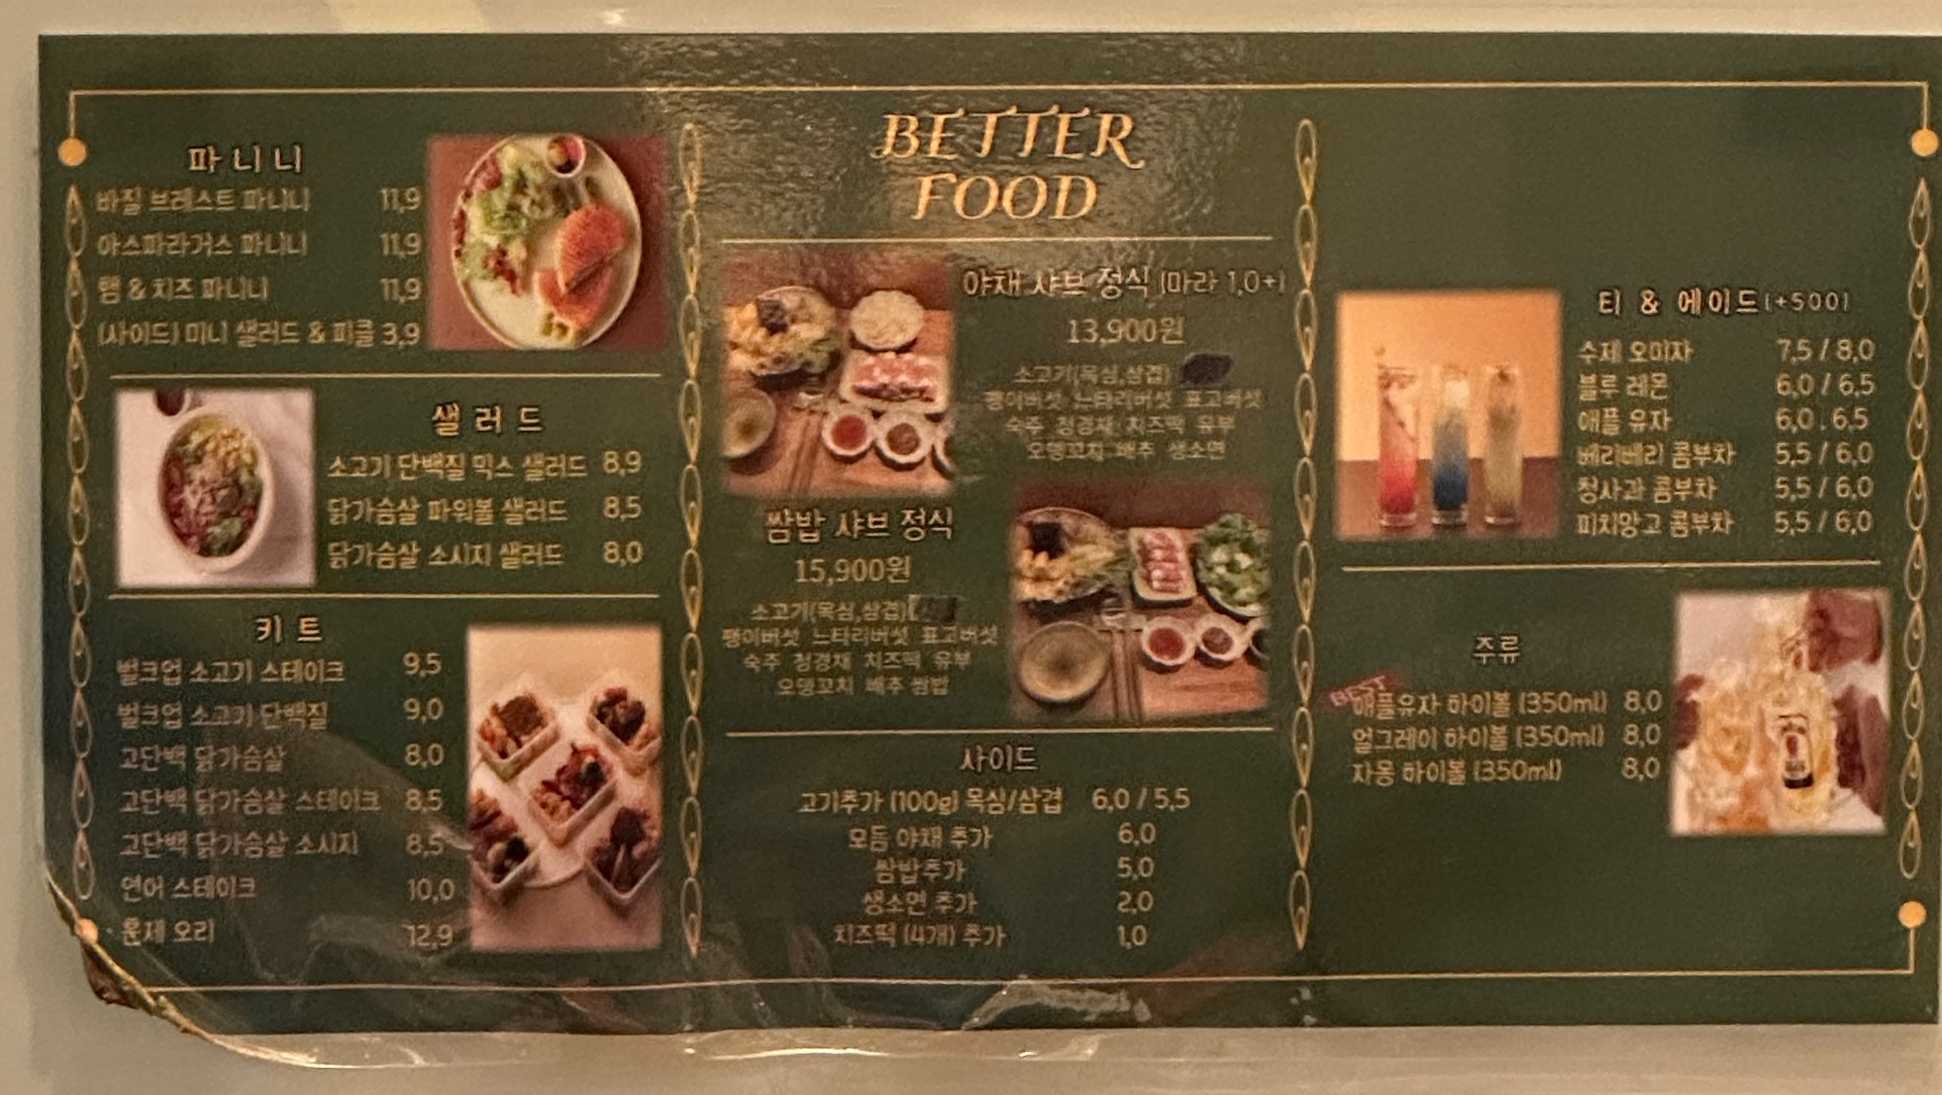 파니니
바질 브레스트 파니니 11,9
아스파라거스 파니니 11,9
햄 & 치즈 파니니 11,9
(사이드) 미니 샐러드 & 피클 3,9
샐러드
소고기 단백질 믹스 샐러드 8,9
닭가슴살 파워볼 샐러드 8,5
닭가슴살 소시지 샐러드 8,0
키트
벌크업 소고기 스테이크 9,5
벌크업 소고기 단백질 9,0
고단백 닭가슴살 8,0
고단백 닭가슴살 스테이크 8,5
고단백 닭가슴살 소시지 8,5
연어 스테이크 10,0
훈제 오리 12,9
BETTER
FOOD
야채 샤브 정식 (마라 1,0+)
13,900원
소고기(목심,삼겹)
팽이버섯 느타리버섯 표고버섯
숙주 청경채 치즈떡 유부
오뎅꼬치 배추 생소면
쌈밥 샤브 정식
15,900원
소고기(목심,삼겹)
팽이버섯 느타리버섯 표고버섯
숙주 청경채 치즈떡 유부
오뎅꼬치 배추 쌈밥
사이드
고기추가 (100g) 목심/삼겹 6,0 / 5,5
모듬 야채 추가 6,0
쌈밥추가 5,0
생소면 추가 2,0
치즈떡 (4개) 추가 1,0
티 & 에이드(+500)
수제 오미자 7,5 / 8,0
블루 레몬 6,0 / 6,5
애플 유자 6,0 . 6,5
베리베리 콤부차 5,5 / 6,0
청사과 콤부차 5,5 / 6,0
피치망고 콤부차 5,5 / 6,0
주류
BEST
애플유자 하이볼 (350ml) 8,0
얼그레이 하이볼 (350ml) 8,0
자몽 하이볼 (350ml) 8,0